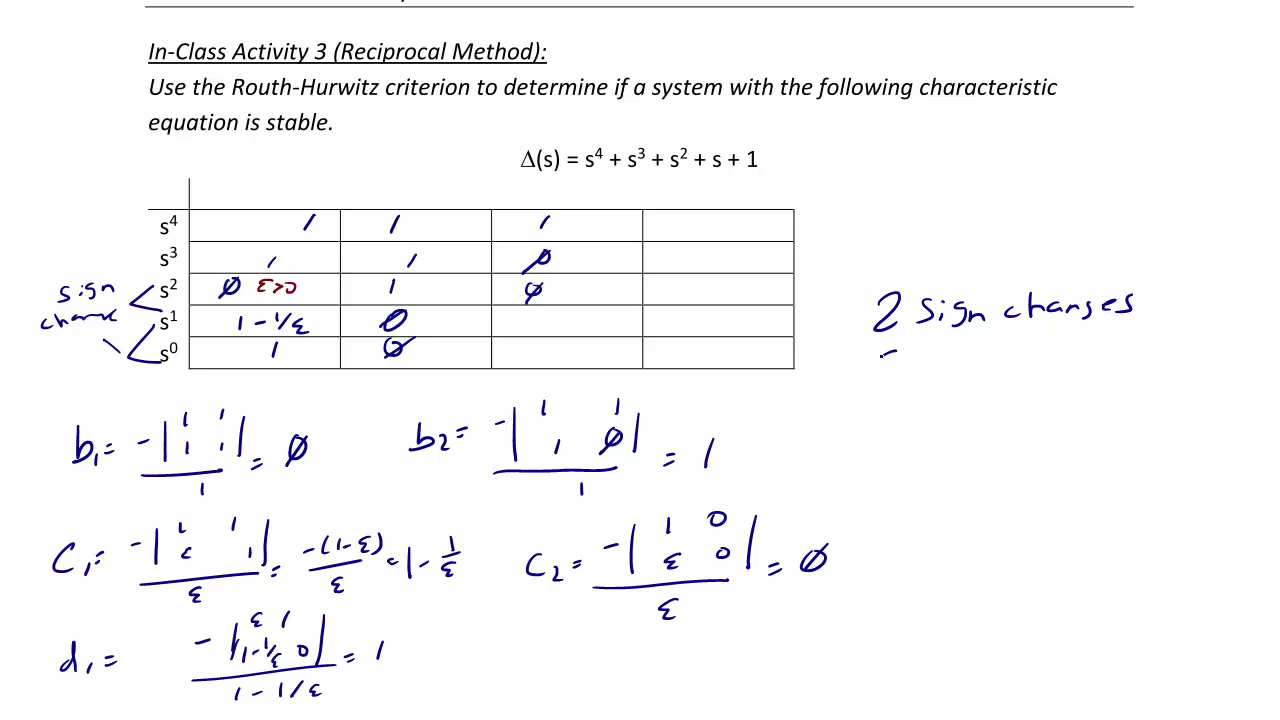 In-Class Activity 3 (Reciprocal Method):
Use the Routh-Hurwitz criterion to determine if a system with the following characteristic
equation is stable.
Δ(s) = s⁴ + s³ + s² + s + 1
s⁴ 1 1 1
s³ 1 1 0
s² 0 ε>0 1 0
s¹ 1 - 1/ε 0
s⁰ 1 0
sign
change
2 sign changes
b₁ = -|1 1; 1 1| / 1 = 0
b₂ = -|1 1; 1 0| / 1 = 1
C₁ = -|1 1; ε 1| / ε = -(1-ε)/ε = 1 - 1/ε
C₂ = -|1 0; ε 0| / ε = 0
d₁ = -|ε 1; 1-1/ε 0| / (1 - 1/ε) = 1